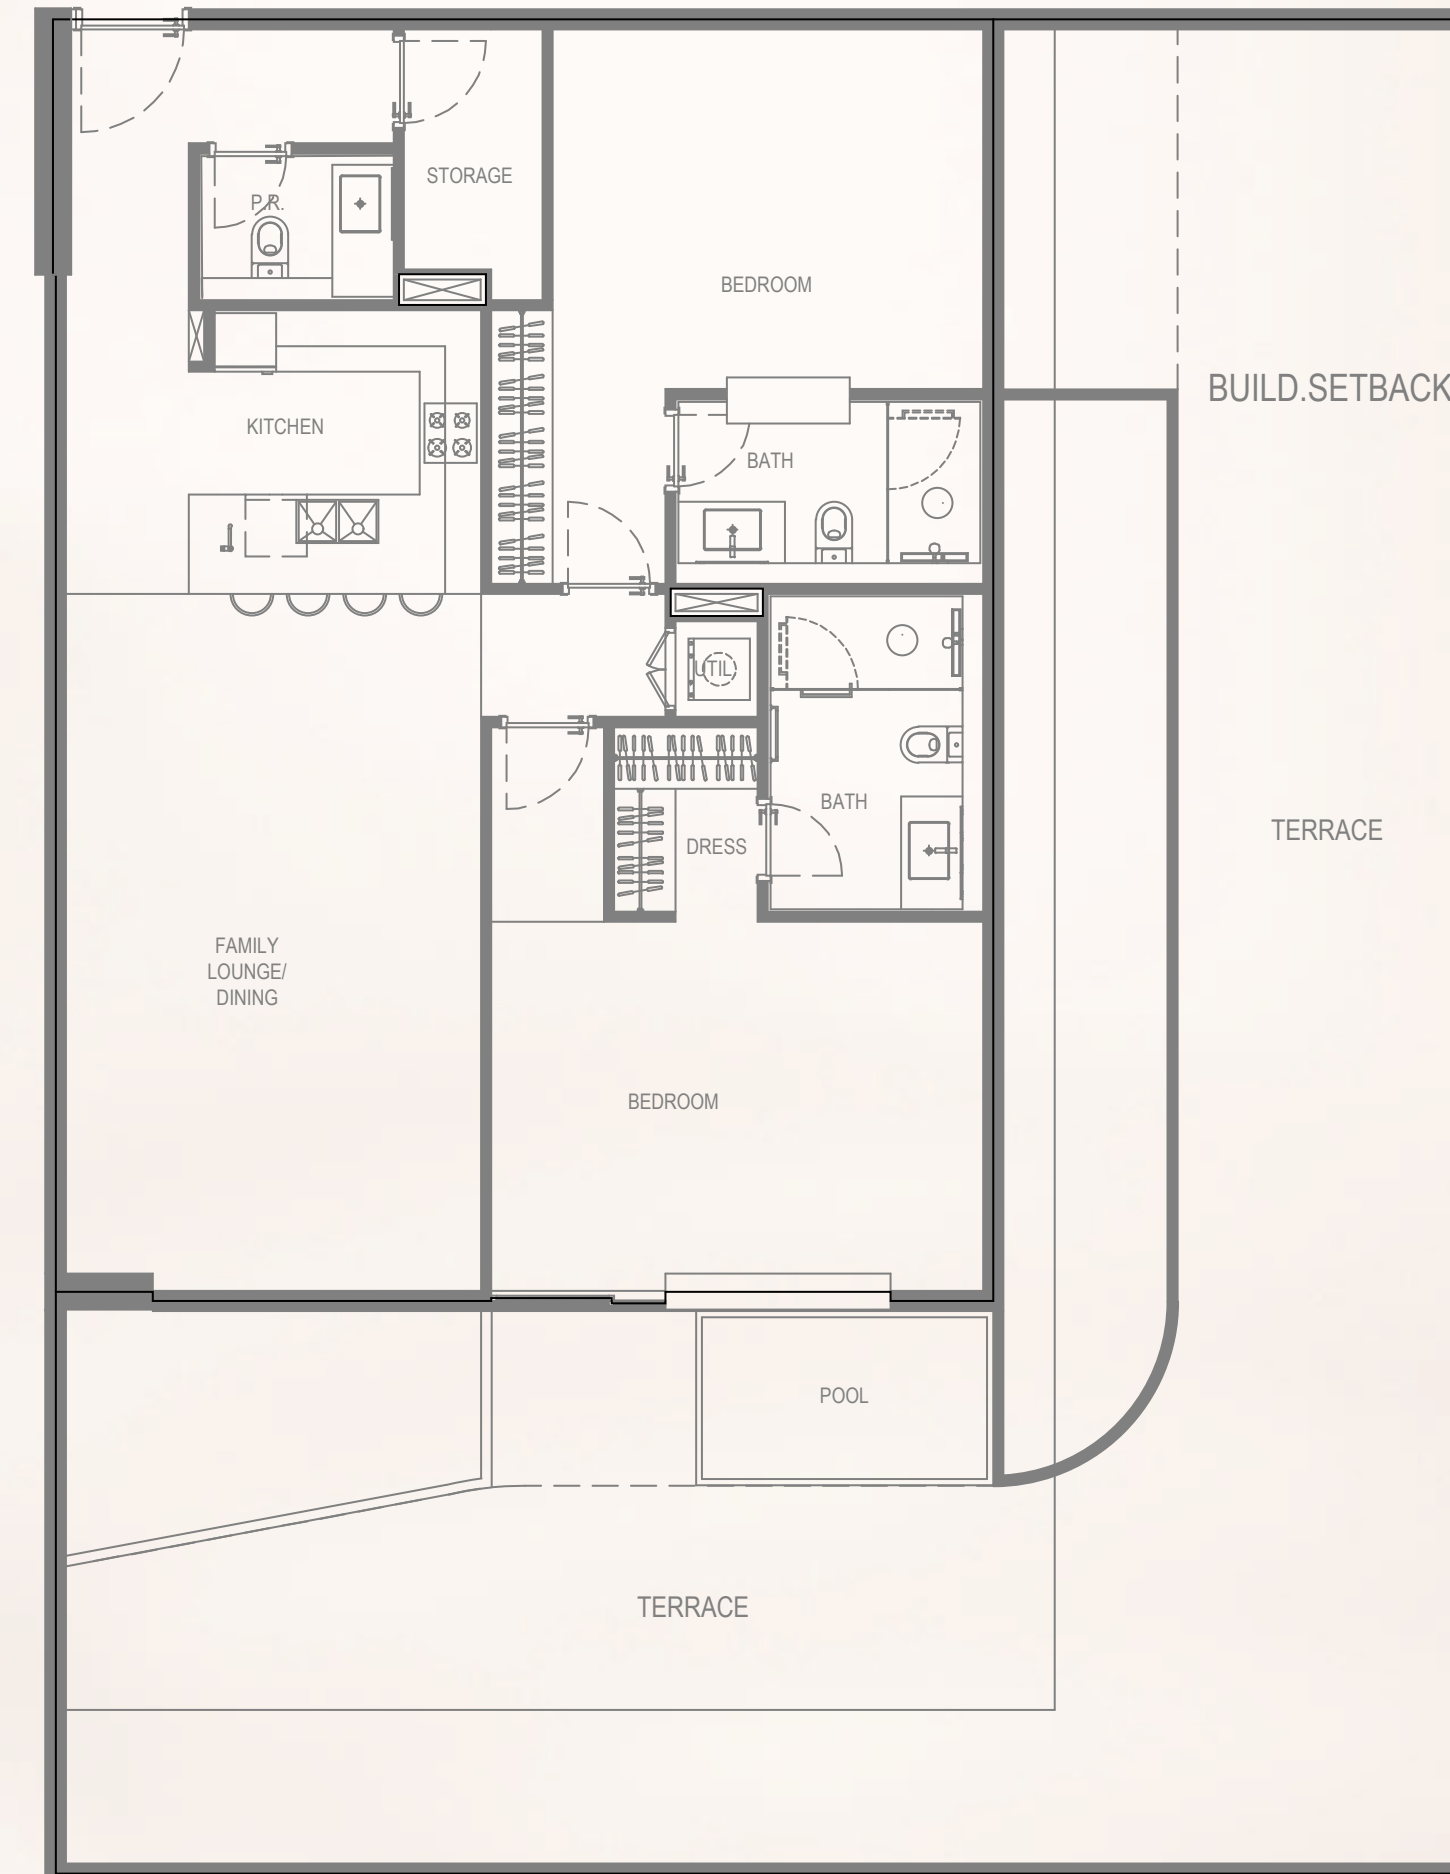 STORAGE
P.R.
BEDROOM
BUILD.SETBACK
KITCHEN
BATH
UTIL.
BATH
TERRACE
DRESS
FAMILY
LOUNGE/
DINING
BEDROOM
POOL
TERRACE